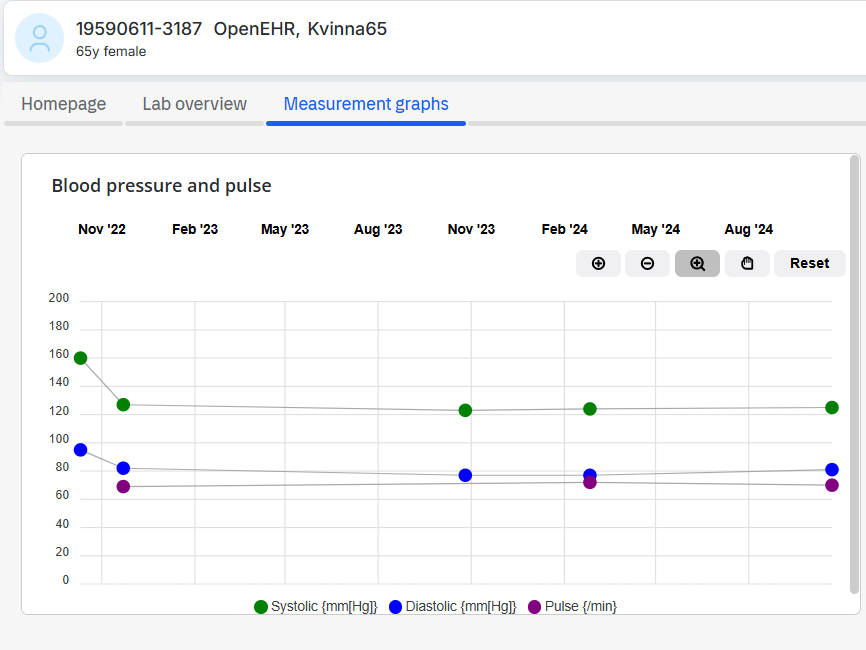 19590611-3187 OpenEHR, Kvinna65
65y female
Homepage Lab overview Measurement graphs
Blood pressure and pulse
Nov '22 Feb '23 May '23 Aug '23 Nov '23 Feb '24 May '24 Aug '24
Reset
200
180
160
140
120
100
80
60
40
20
0
Systolic {mm[Hg]} Diastolic {mm[Hg]} Pulse {/min}